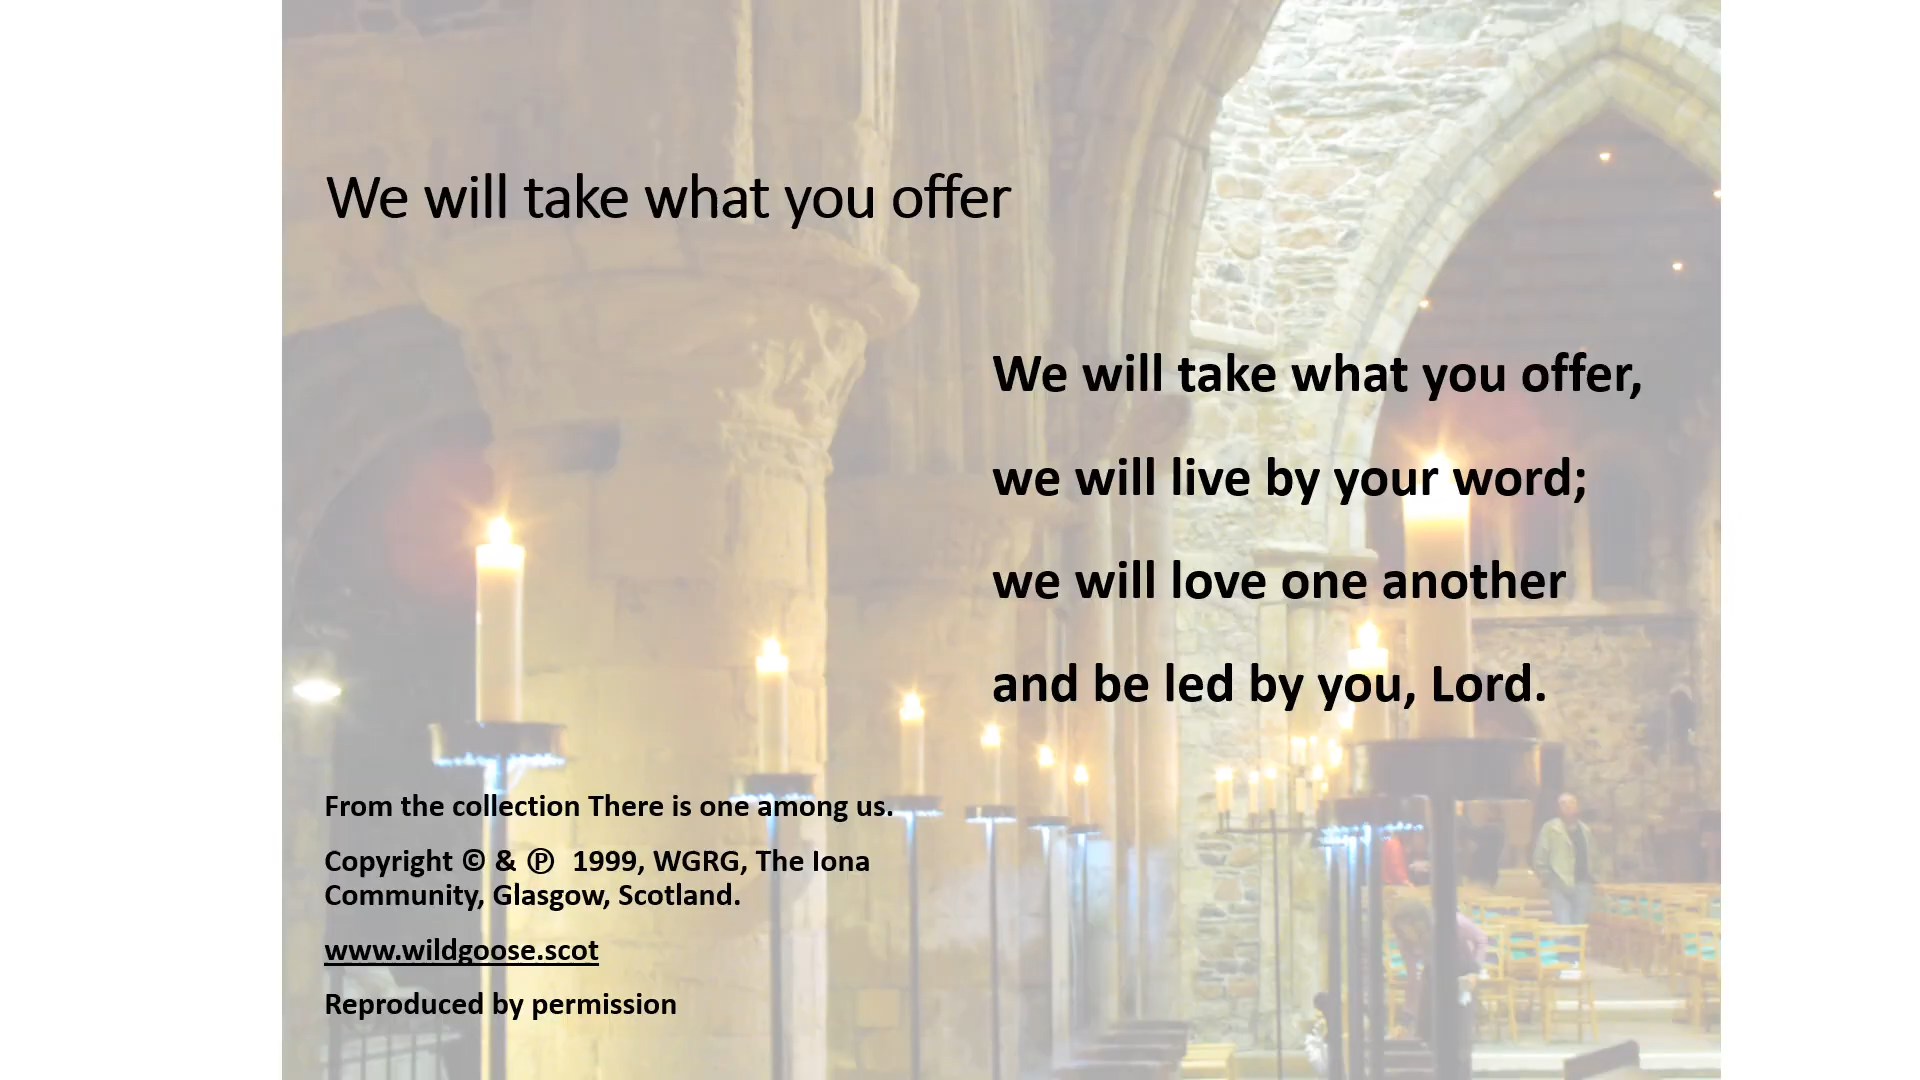 We will take what you offer
We will take what you offer,
we will live by your word;
we will love one another
and be led by you, Lord.
From the collection There is one among us.
Copyright © & ℗  1999, WGRG, The Iona
Community, Glasgow, Scotland.
www.wildgoose.scot
Reproduced by permission